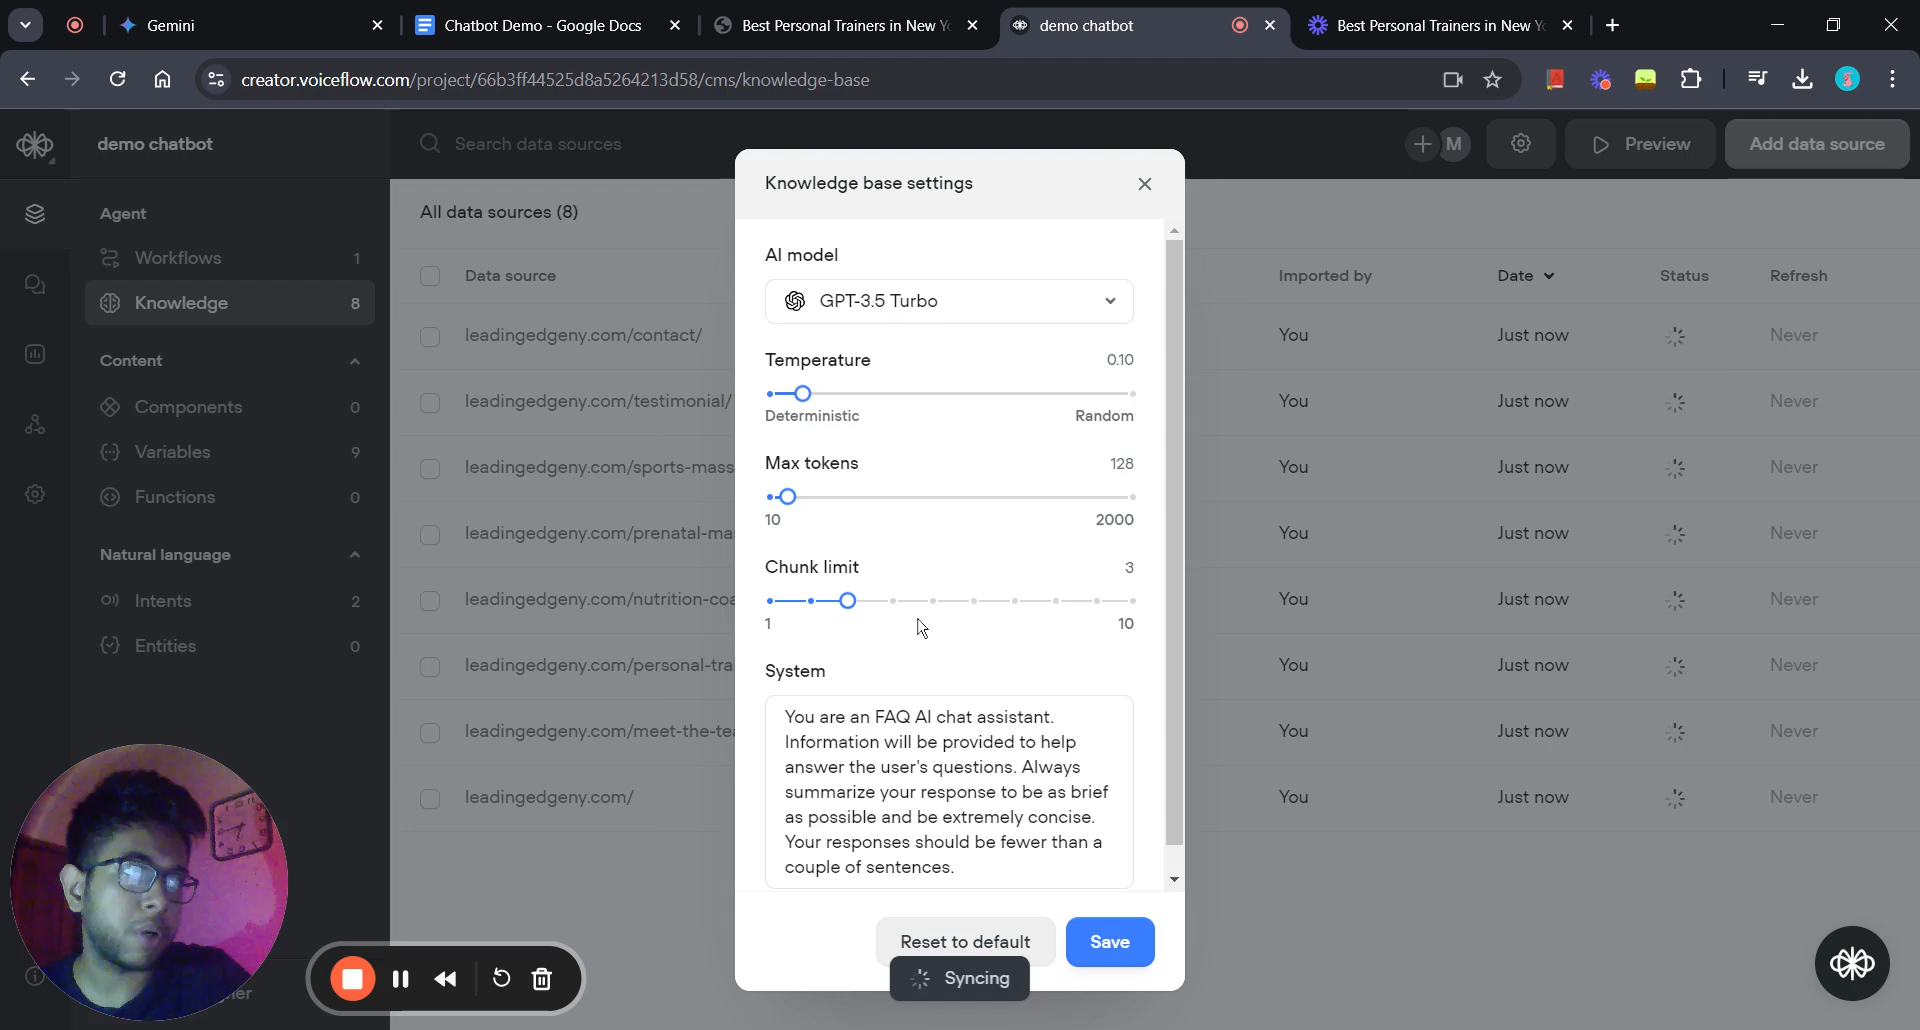 Gemini
Chatbot Demo - Google Docs
Best Personal Trainers in New Yo
demo chatbot
Best Personal Trainers in New Yo
creator.voiceflow.com/project/66b3ff44525d8a5264213d58/cms/knowledge-base
demo chatbot
Search data sources
M
Preview
Add data source
Knowledge base settings
Agent
Workflows 1
Knowledge 8
Content
Components 0
Variables 9
Functions 0
Natural language
Intents 2
Entities 0
All data sources (8)
Data source
Imported by
Date
Status
Refresh
leadingedgeny.com/contact/
You
Just now
Never
leadingedgeny.com/testimonial/
You
Just now
Never
leadingedgeny.com/sports-mass
You
Just now
Never
leadingedgeny.com/prenatal-ma
You
Just now
Never
leadingedgeny.com/nutrition-coa
You
Just now
Never
leadingedgeny.com/personal-tra
You
Just now
Never
leadingedgeny.com/meet-the-tea
You
Just now
Never
leadingedgeny.com/
You
Just now
Never
AI model
GPT-3.5 Turbo
Temperature 0.10
Deterministic Random
Max tokens 128
10 2000
Chunk limit 3
1 10
System
You are an FAQ AI chat assistant.
Information will be provided to help
answer the user's questions. Always
summarize your response to be as brief
as possible and be extremely concise.
Your responses should be fewer than a
couple of sentences.
Reset to default
Save
Syncing